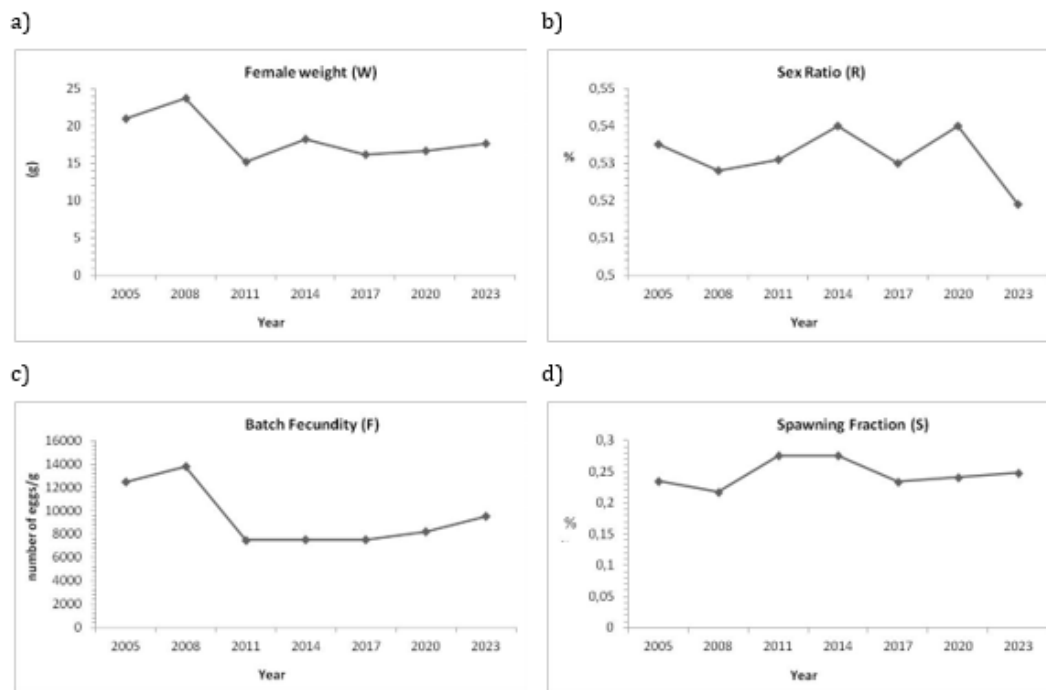 a)
Female weight (W)
25
20
15
10
5
0
(g)
2005 2008 2011 2014 2017 2020 2023
Year
b)
Sex Ratio (R)
0,55
0,54
0,53
0,52
0,51
0,5
%
2005 2008 2011 2014 2017 2020 2023
Year
c)
Batch Fecundity (F)
16000
14000
12000
10000
8000
6000
4000
2000
0
number of eggs/g
2005 2008 2011 2014 2017 2020 2023
Year
d)
Spawning Fraction (S)
0,3
0,25
0,2
0,15
0,1
0,05
0
%
2005 2008 2011 2014 2017 2020 2023
Year